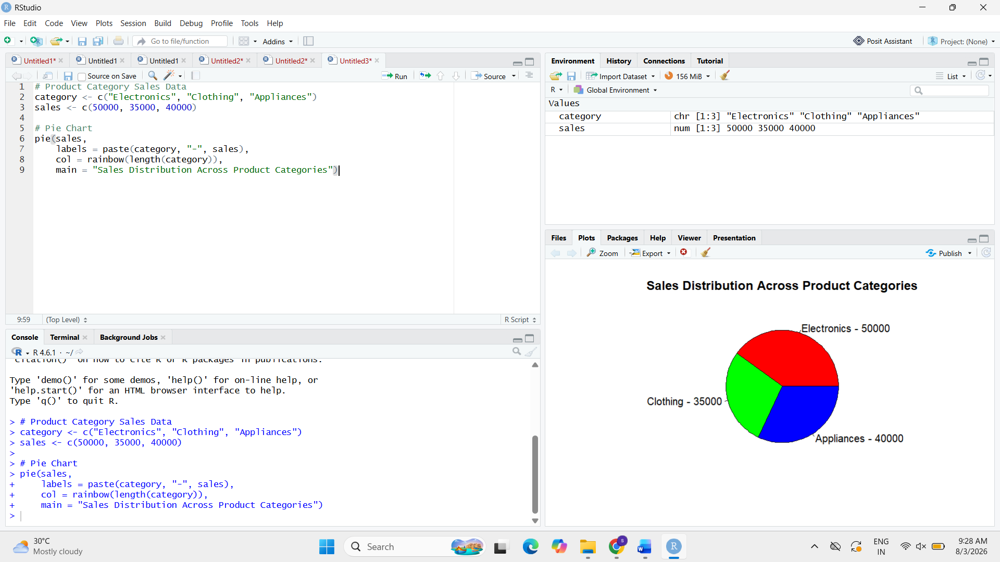 RStudio
File Edit Code View Plots Session Build Debug Profile Tools Help
Go to file/function Addins Posit Assistant Project: (None)
Untitled1* Untitled1 Untitled1 Untitled2* Untitled2* Untitled3*
Source on Save Run Source
1 # Product Category Sales Data
2 category <- c("Electronics", "Clothing", "Appliances")
3 sales <- c(50000, 35000, 40000)
4
5 # Pie Chart
6 pie(sales,
7 labels = paste(category, "-", sales),
8 col = rainbow(length(category)),
9 main = "Sales Distribution Across Product Categories")
9:59 (Top Level) R Script
Console Terminal Background Jobs
R 4.6.1 · ~/
'citation()' on how to cite R or R packages in publications.
Type 'demo()' for some demos, 'help()' for on-line help, or
'help.start()' for an HTML browser interface to help.
Type 'q()' to quit R.
> # Product Category Sales Data
> category <- c("Electronics", "Clothing", "Appliances")
> sales <- c(50000, 35000, 40000)
>
> # Pie Chart
> pie(sales,
+ labels = paste(category, "-", sales),
+ col = rainbow(length(category)),
+ main = "Sales Distribution Across Product Categories")
>
Environment History Connections Tutorial
Import Dataset 156 MiB List
R Global Environment
Values
category chr [1:3] "Electronics" "Clothing" "Appliances"
sales num [1:3] 50000 35000 40000
Files Plots Packages Help Viewer Presentation
Zoom Export Publish
Sales Distribution Across Product Categories
Electronics - 50000
Clothing - 35000
Appliances - 40000
30°C
Mostly cloudy
Search
ENG
IN
9:28 AM
8/3/2026